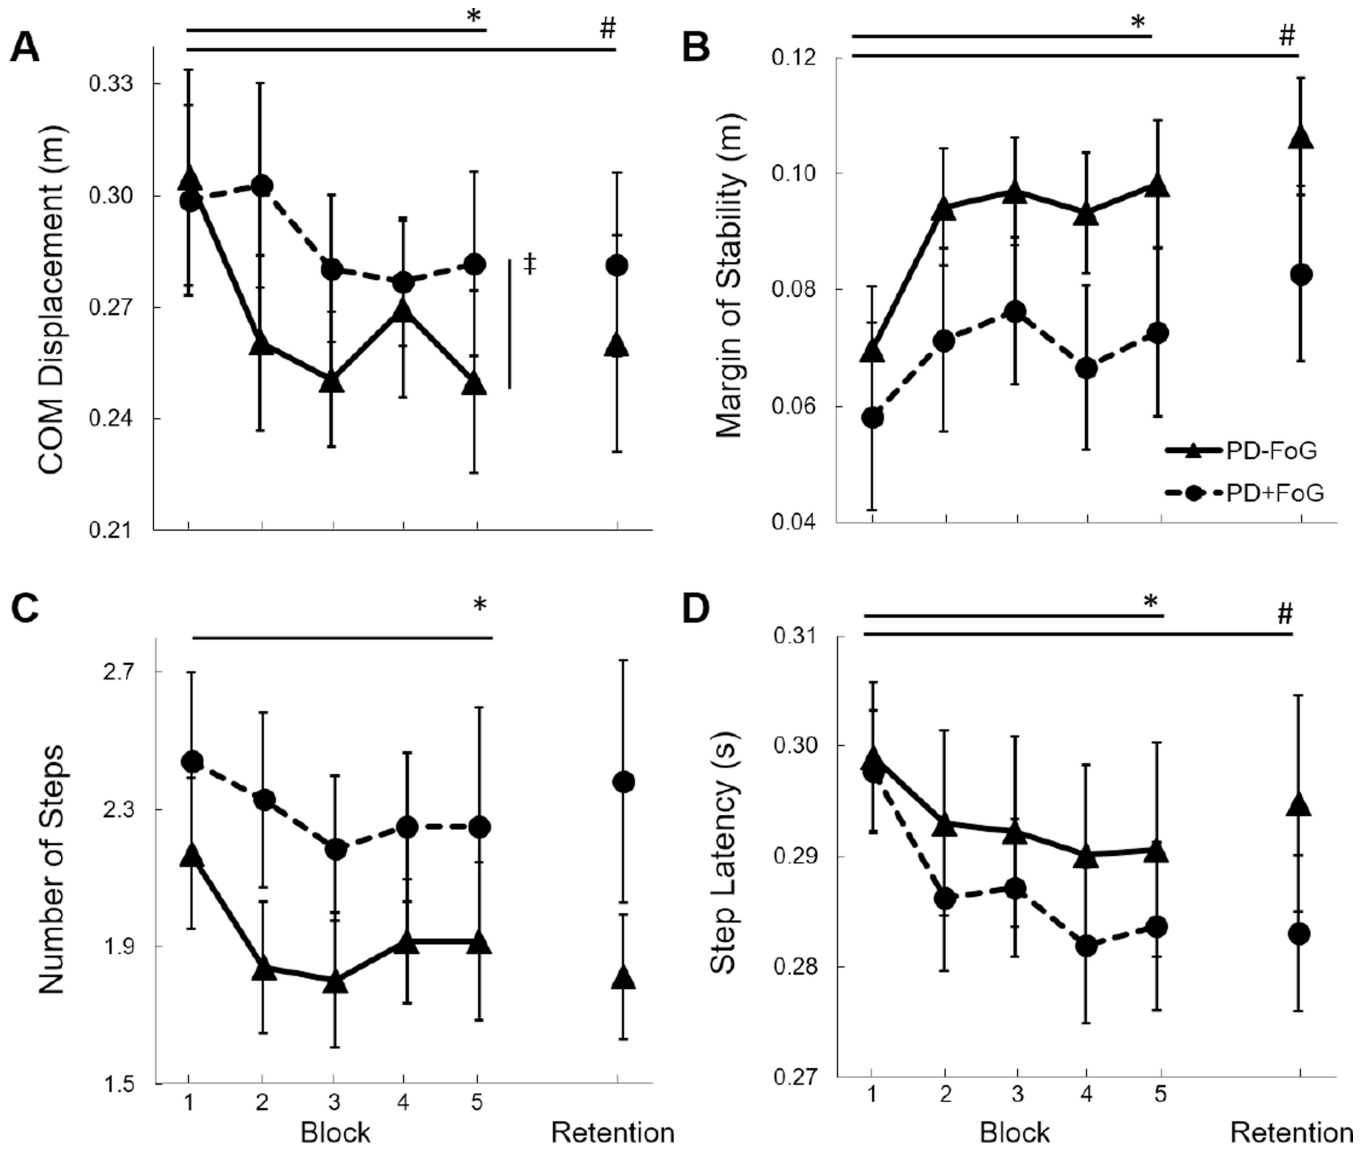 A
*
#
COM Displacement (m)
0.33
0.30
0.27
0.24
0.21
‡
B
*
#
Margin of Stability (m)
0.12
0.10
0.08
0.06
0.04
PD-FoG
PD+FoG
C
*
Number of Steps
2.7
2.3
1.9
1.5
1 2 3 4 5
Block Retention
D
*
#
Step Latency (s)
0.31
0.30
0.29
0.28
0.27
1 2 3 4 5
Block Retention